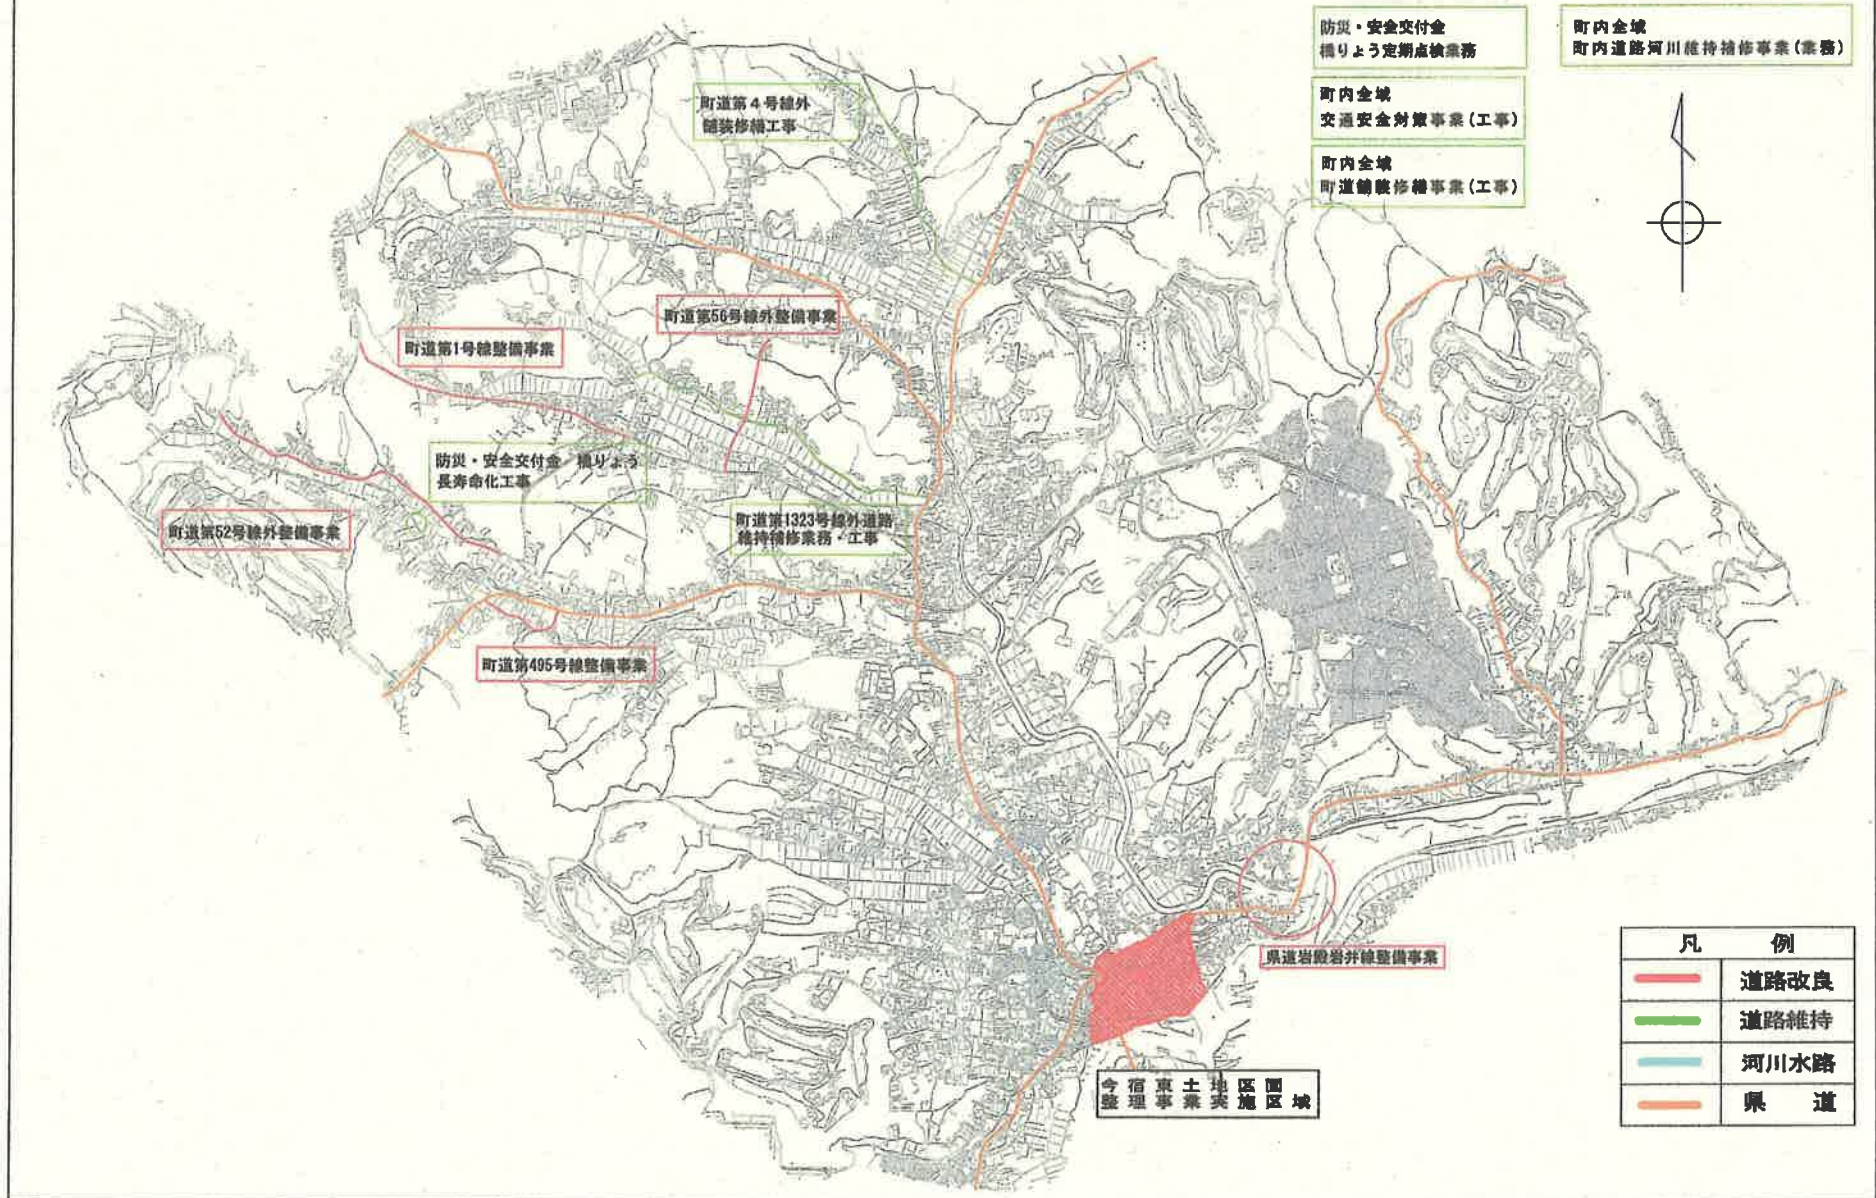 防災・安全交付金
橋りょう定期点検業務
町内全域
町内道路河川維持補修事業(業務)
町内全域
交通安全対策事業(工事)
町内全域
町道舗装修繕事業(工事)
町道第4号線外
舗装修繕工事
町道第56号線外整備事業
町道第1号線整備事業
防災・安全交付金 橋りょう
長寿命化工事
町道第52号線外整備事業
町道第1323号線外道路
維持補修業務・工事
町道第495号線整備事業
県道岩殿岩井線整備事業
今宿東土地区画
整理事業実施区域
凡例
道路改良
道路維持
河川水路
県道